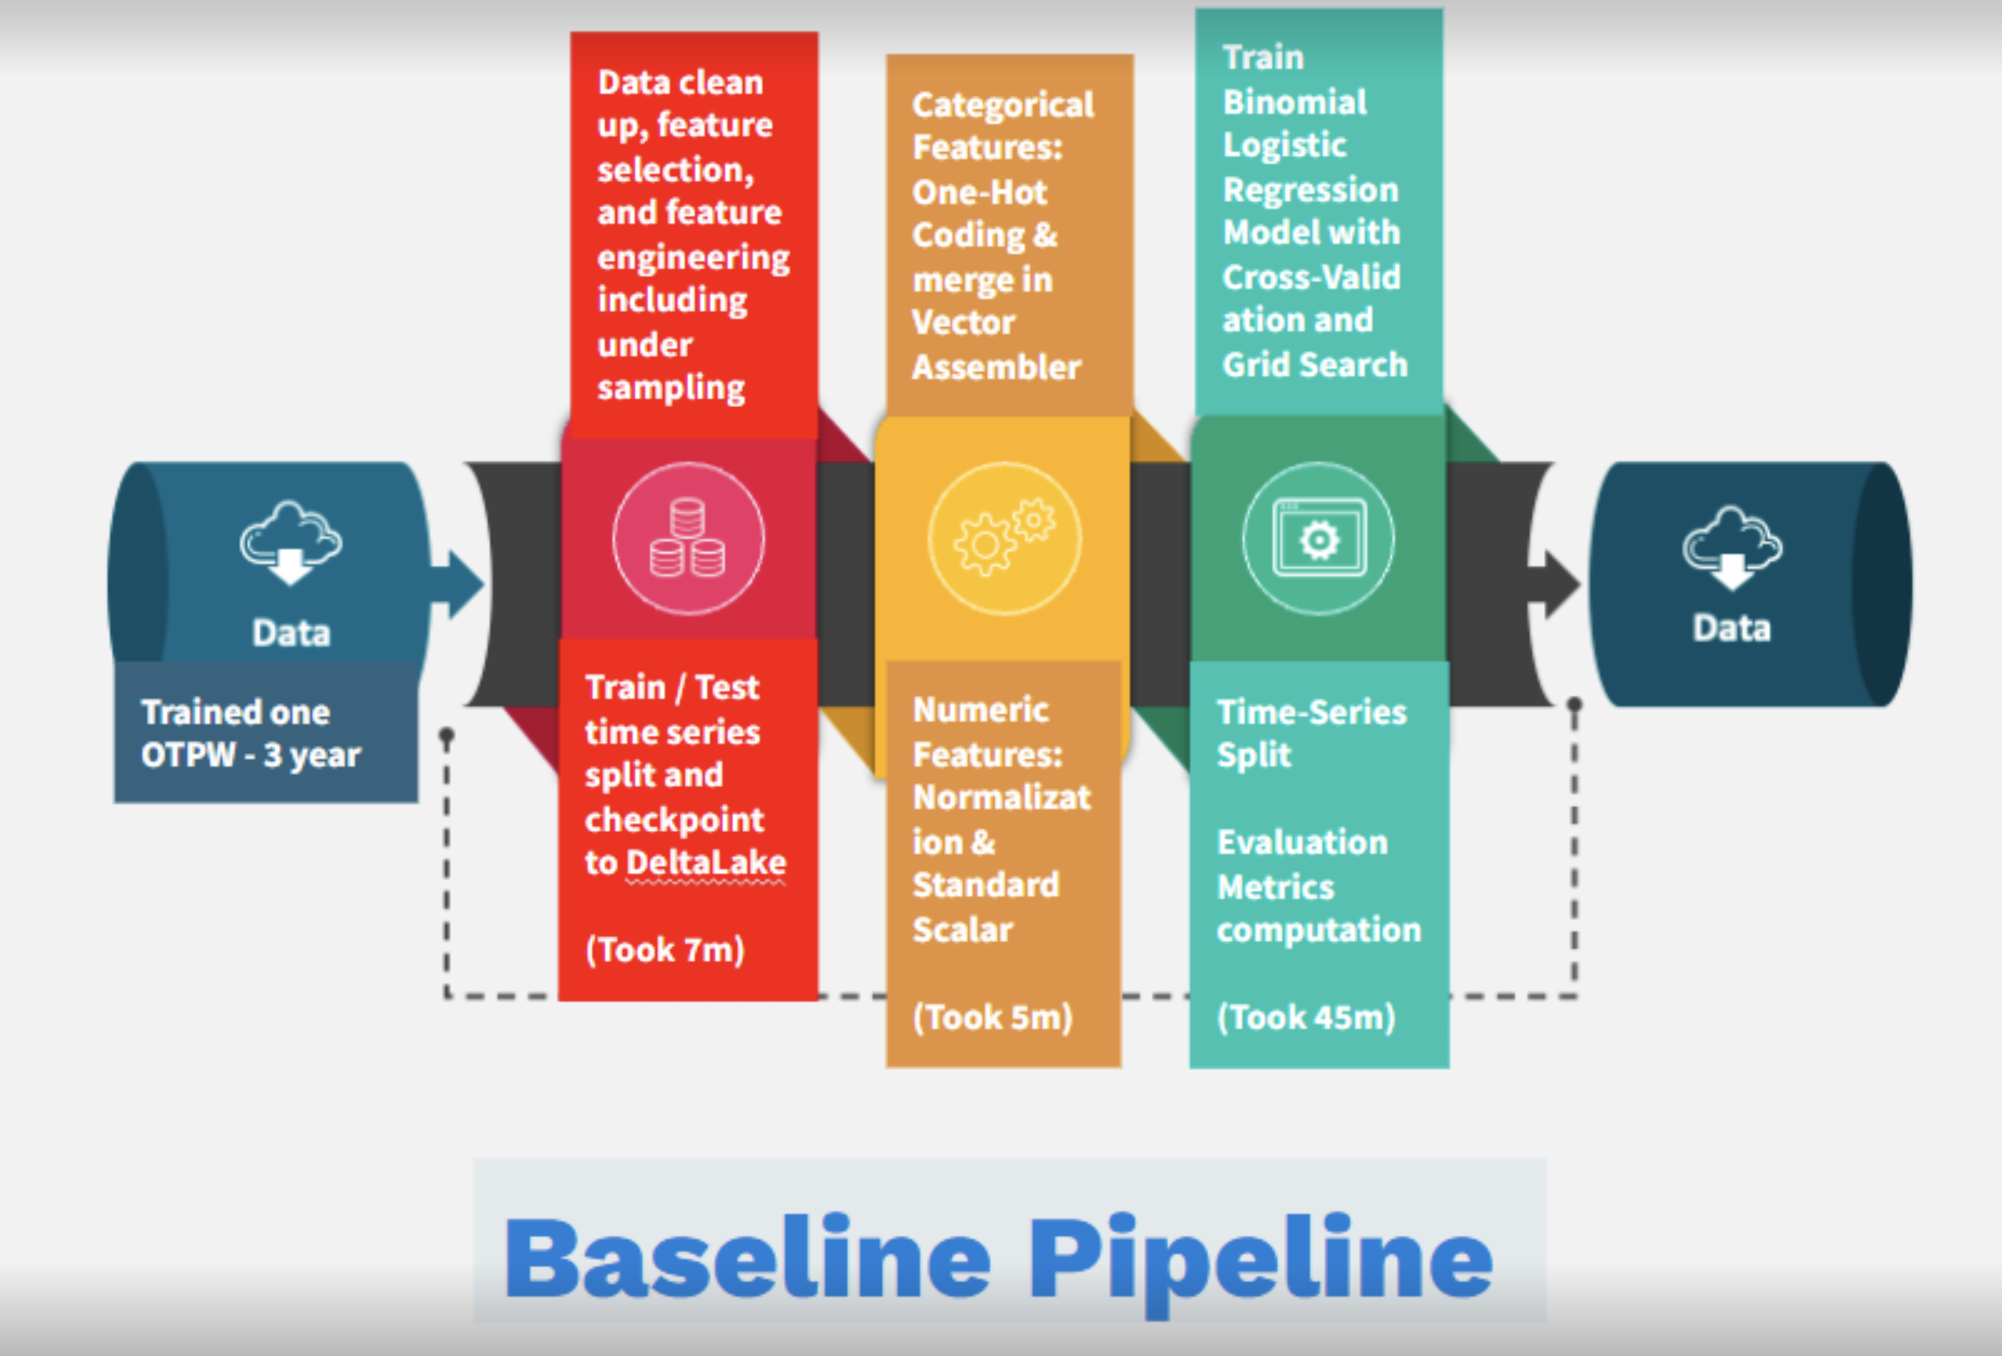 Data clean
up, feature
selection,
and feature
engineering
including
under
sampling
Categorical
Features:
One-Hot
Coding &
merge in
Vector
Assembler
Train
Binomial
Logistic
Regression
Model with
Cross-Valid
ation and
Grid Search
Data
Trained one
OTPW - 3 year
Train / Test
time series
split and
checkpoint
to DeltaLake
(Took 7m)
Numeric
Features:
Normalizat
ion &
Standard
Scalar
(Took 5m)
Time-Series
Split
Evaluation
Metrics
computation
(Took 45m)
Data
Baseline Pipeline